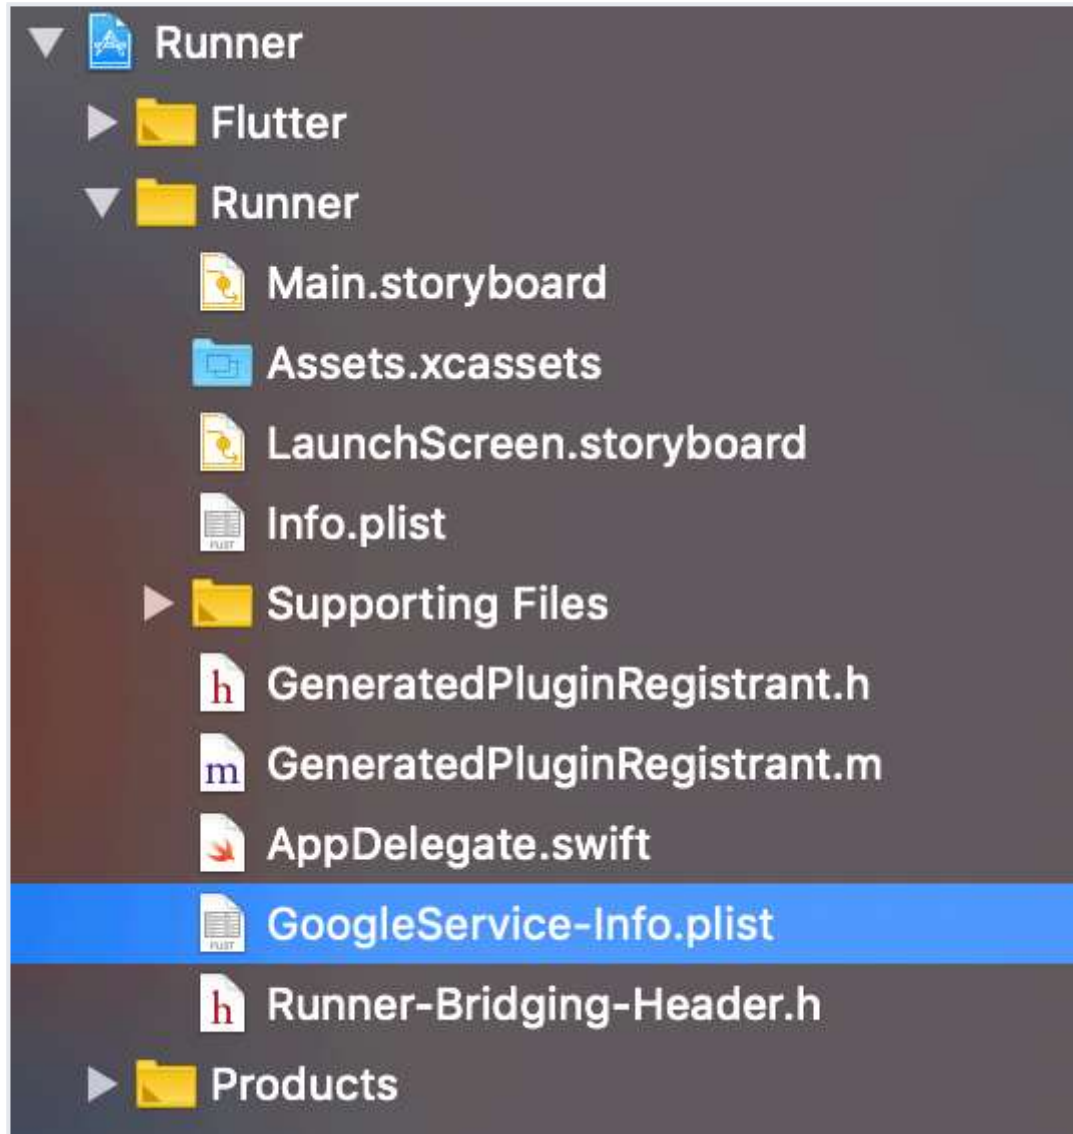 Runner
Flutter
Runner
Main.storyboard
Assets.xcassets
LaunchScreen.storyboard
Info.plist
Supporting Files
h GeneratedPluginRegistrant.h
m GeneratedPluginRegistrant.m
AppDelegate.swift
GoogleService-Info.plist
h Runner-Bridging-Header.h
Products